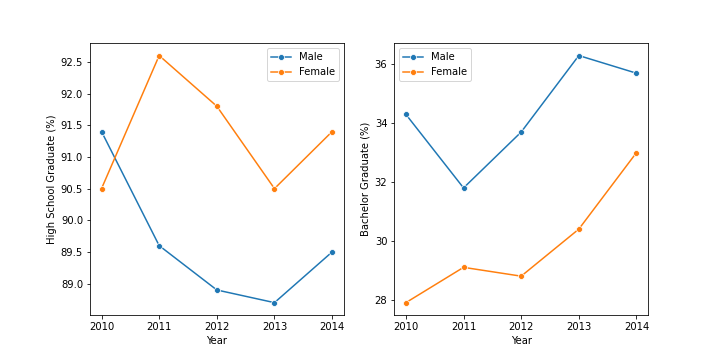 High School Graduate (%)
92.5
92.0
91.5
91.0
90.5
90.0
89.5
89.0
2010 2011 2012 2013 2014
Year
Male
Female
Bachelor Graduate (%)
36
34
32
30
28
2010 2011 2012 2013 2014
Year
Male
Female